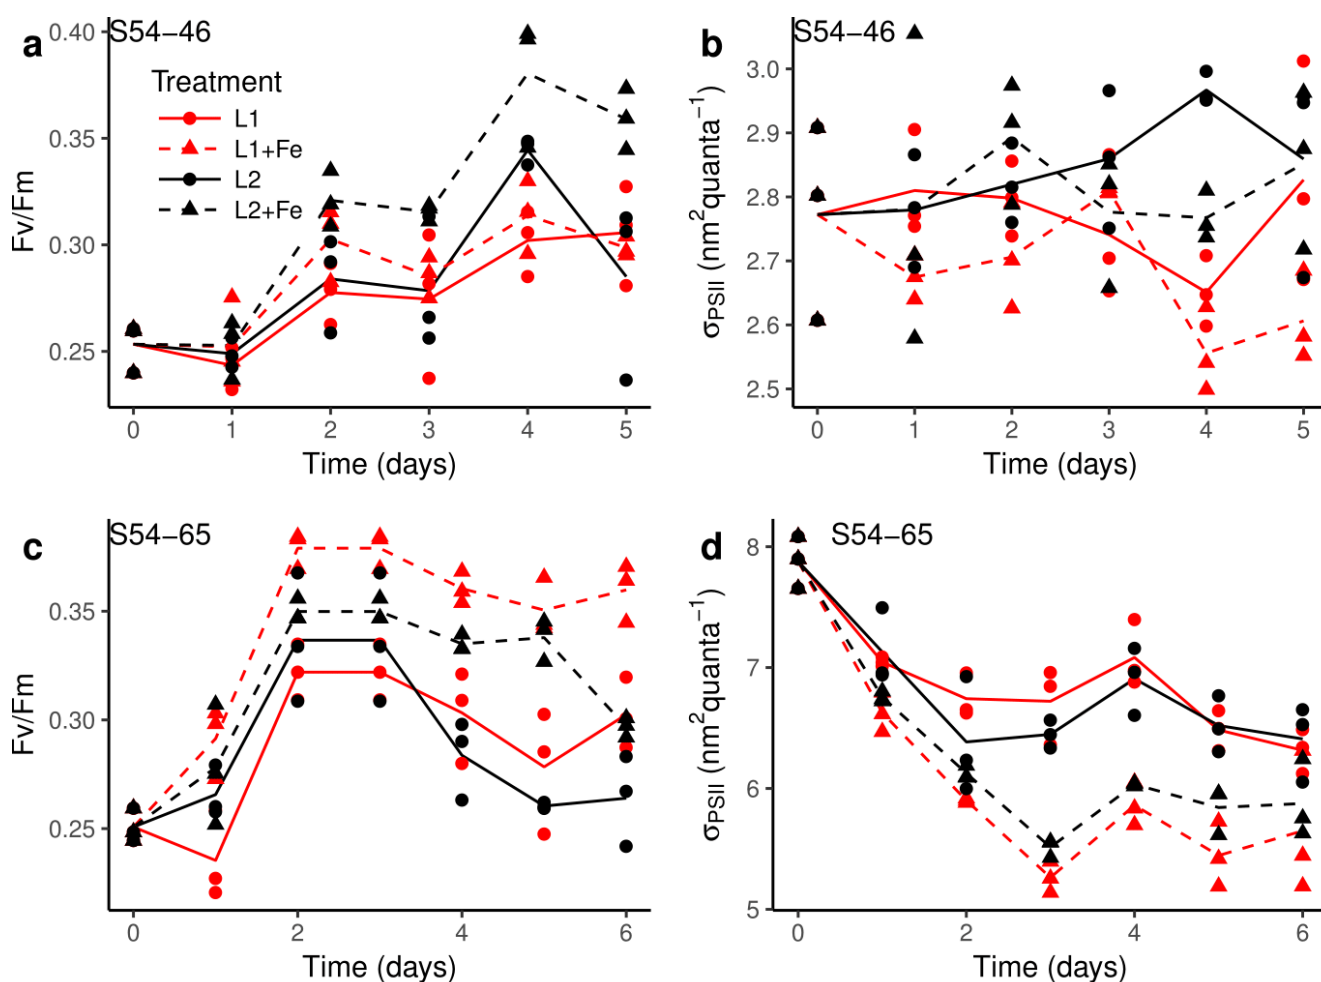 a
S54−46
Treatment
L1
L1+Fe
L2
L2+Fe
Fv/Fm
0.40
0.35
0.30
0.25
0 1 2 3 4 5
Time (days)
b
S54−46
σPSII (nm²quanta⁻¹)
3.0
2.9
2.8
2.7
2.6
2.5
0 1 2 3 4 5
Time (days)
c
S54−65
Fv/Fm
0.35
0.30
0.25
0 2 4 6
Time (days)
d
S54−65
σPSII (nm²quanta⁻¹)
8
7
6
5
0 2 4 6
Time (days)